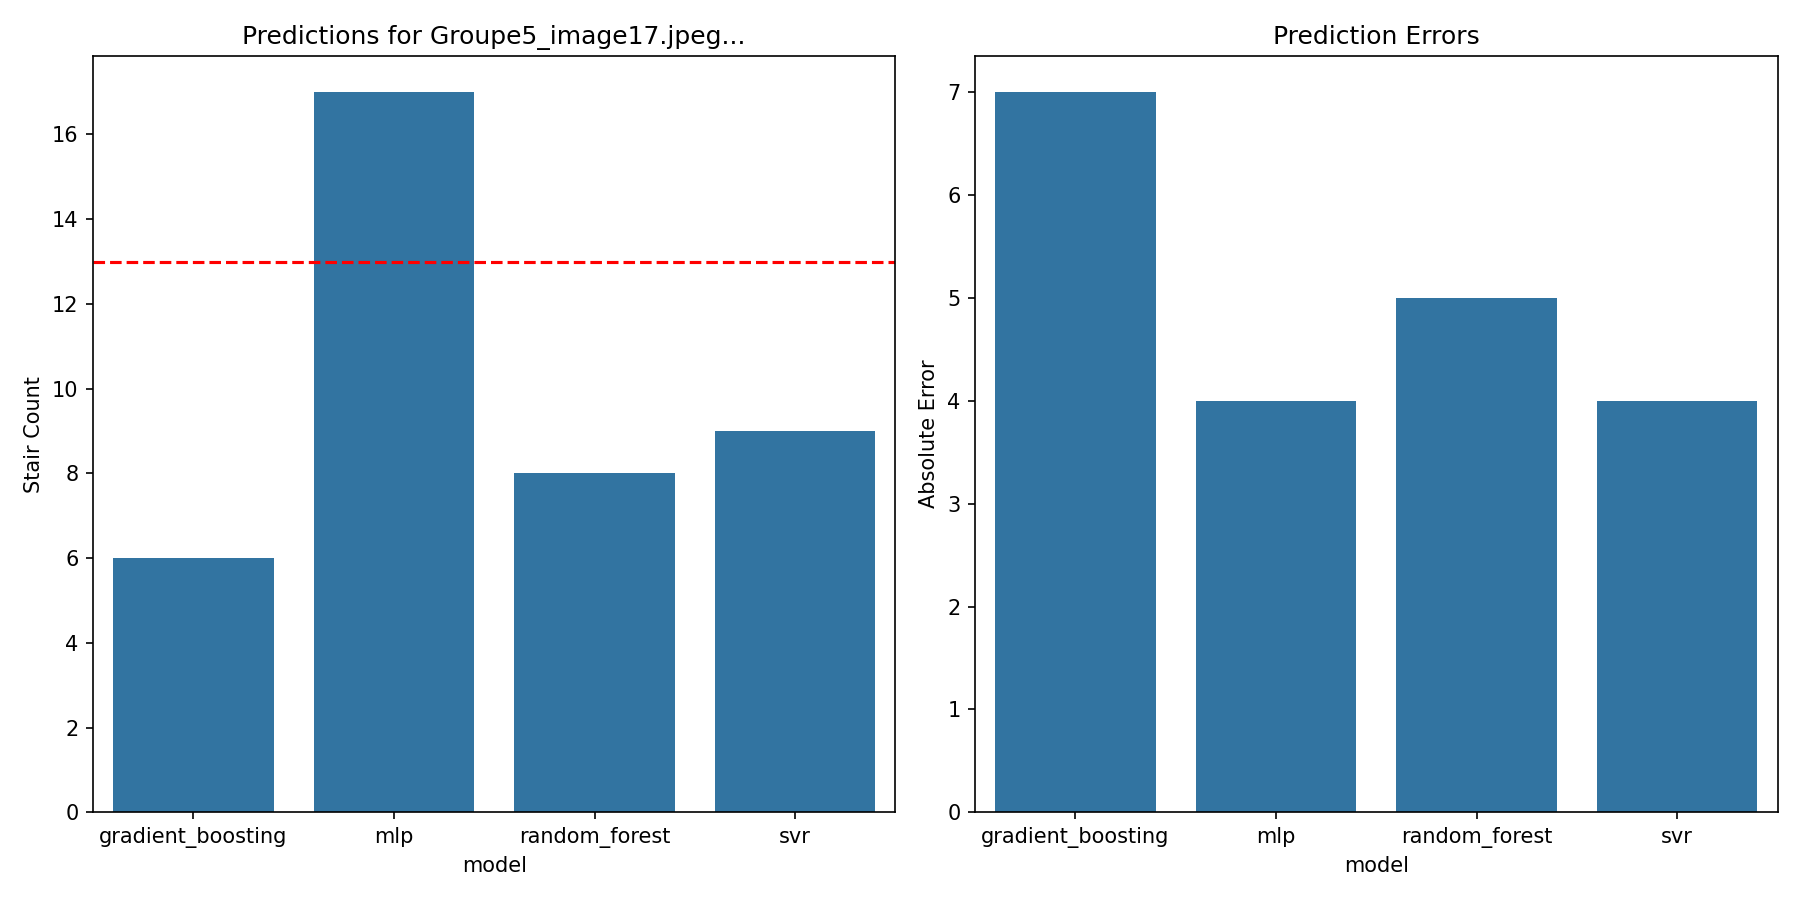 Predictions for Groupe5_image17.jpeg...
Stair Count
16
14
12
10
8
6
4
2
0
gradient_boosting mlp random_forest svr
model
Prediction Errors
Absolute Error
7
6
5
4
3
2
1
0
gradient_boosting mlp random_forest svr
model